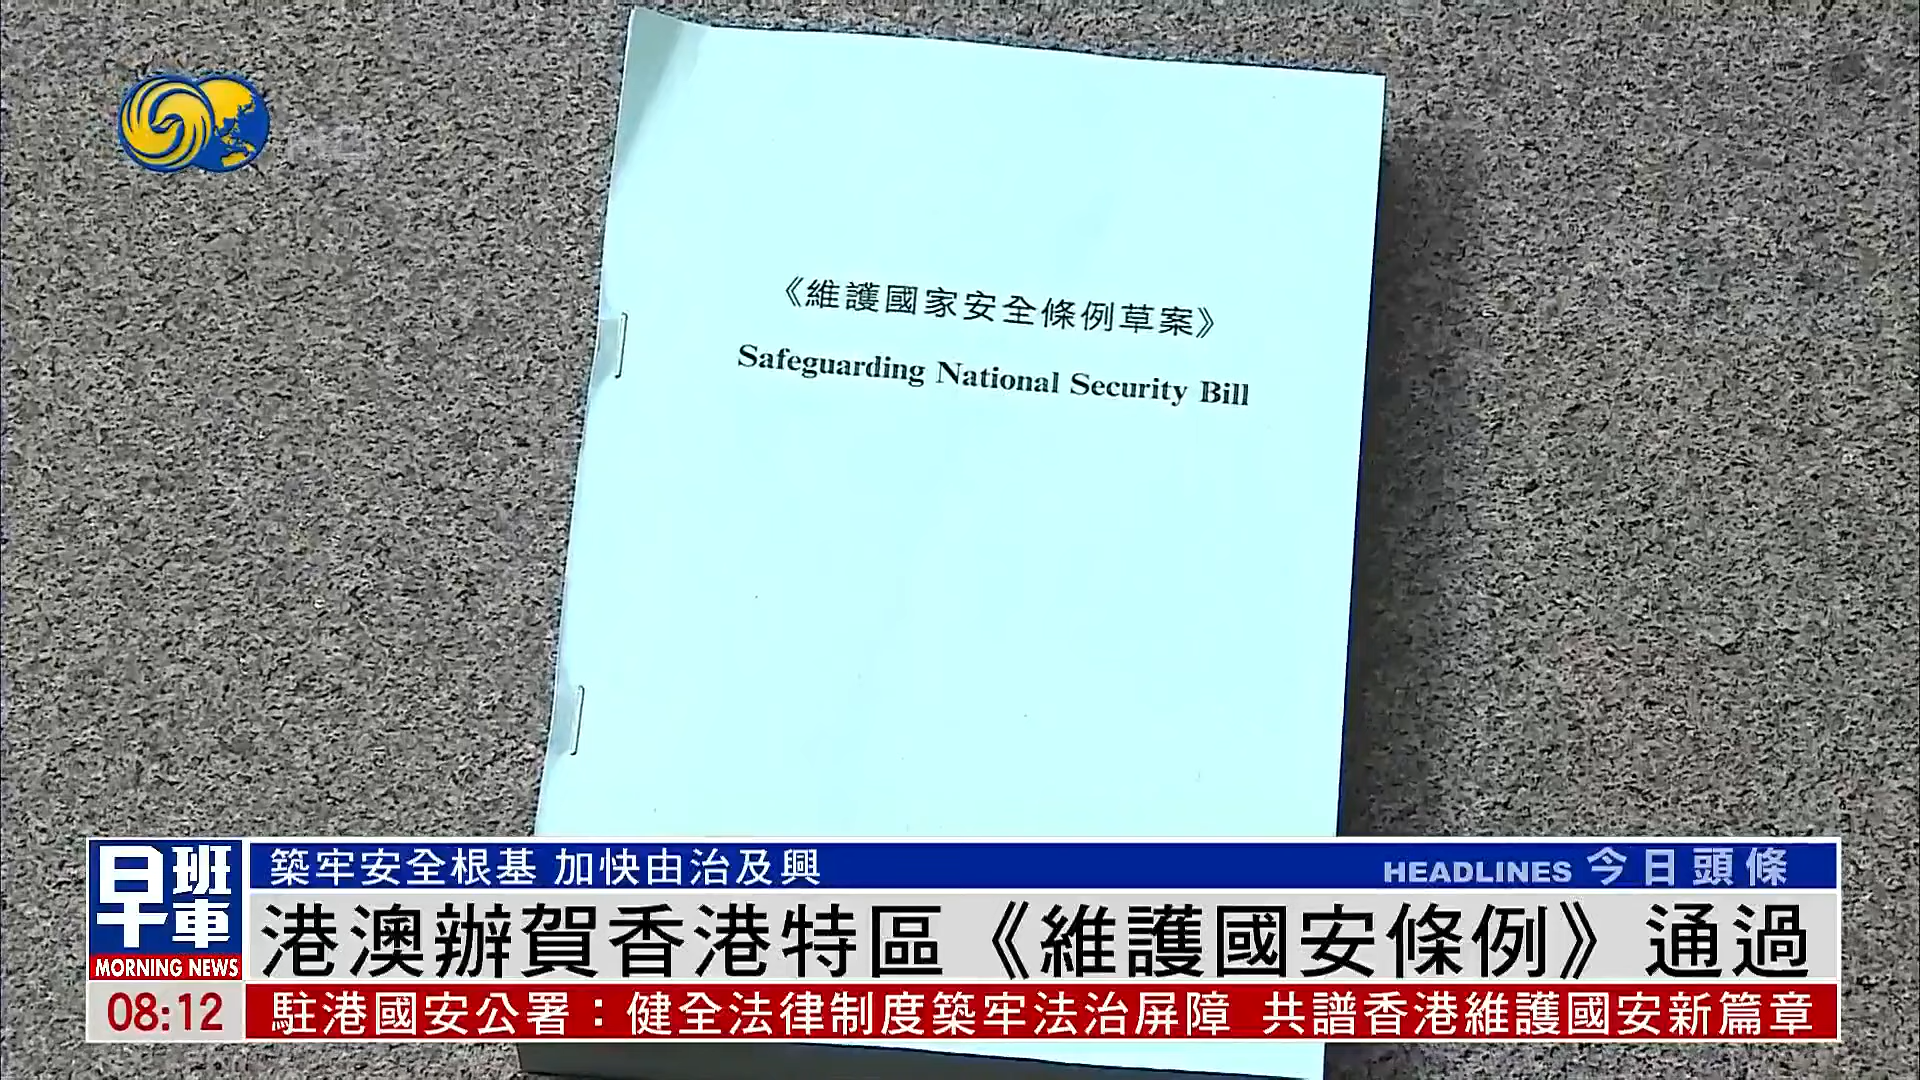 《維護國家安全條例草案》
Safeguarding National Security Bill
早班車
MORNING NEWS
築牢安全根基 加快由治及興
HEADLINES 今日頭條
港澳辦賀香港特區《維護國安條例》通過
08:12
駐港國安公署：健全法律制度築牢法治屏障 共譜香港維護國安新篇章